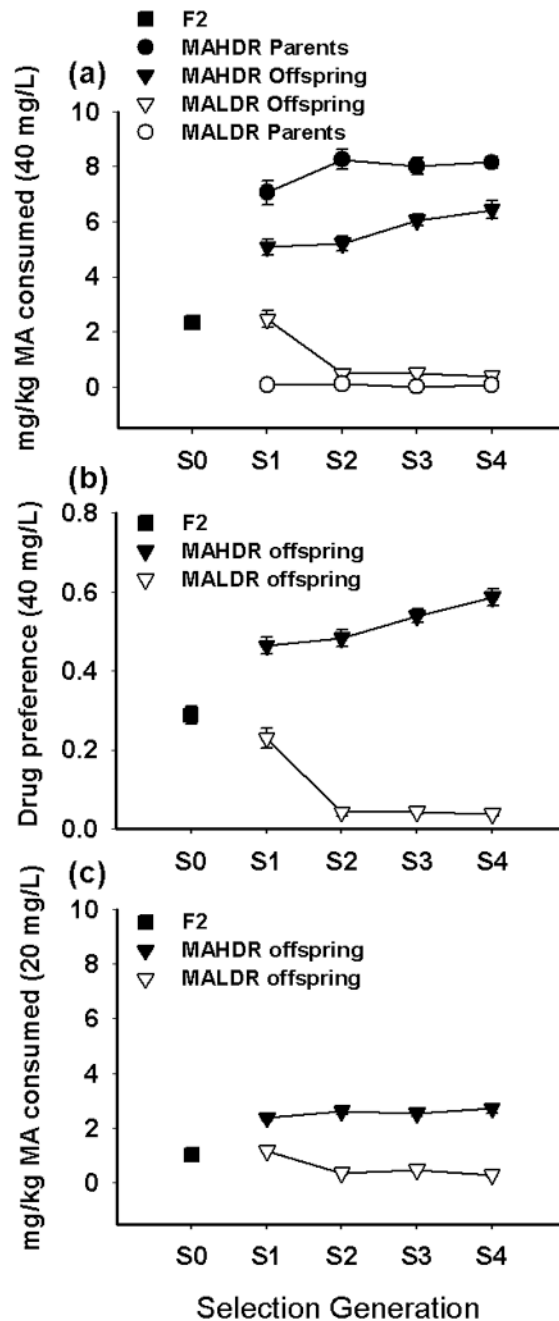 F2
MAHDR Parents
(a)
MAHDR Offspring
MALDR Offspring
MALDR Parents
mg/kg MA consumed (40 mg/L)
10
8
6
4
2
0
S0 S1 S2 S3 S4
(b)
F2
MAHDR offspring
MALDR offspring
Drug preference (40 mg/L)
0.8
0.6
0.4
0.2
0.0
S0 S1 S2 S3 S4
(c)
F2
MAHDR offspring
MALDR offspring
mg/kg MA consumed (20 mg/L)
10
8
6
4
2
0
S0 S1 S2 S3 S4
Selection Generation